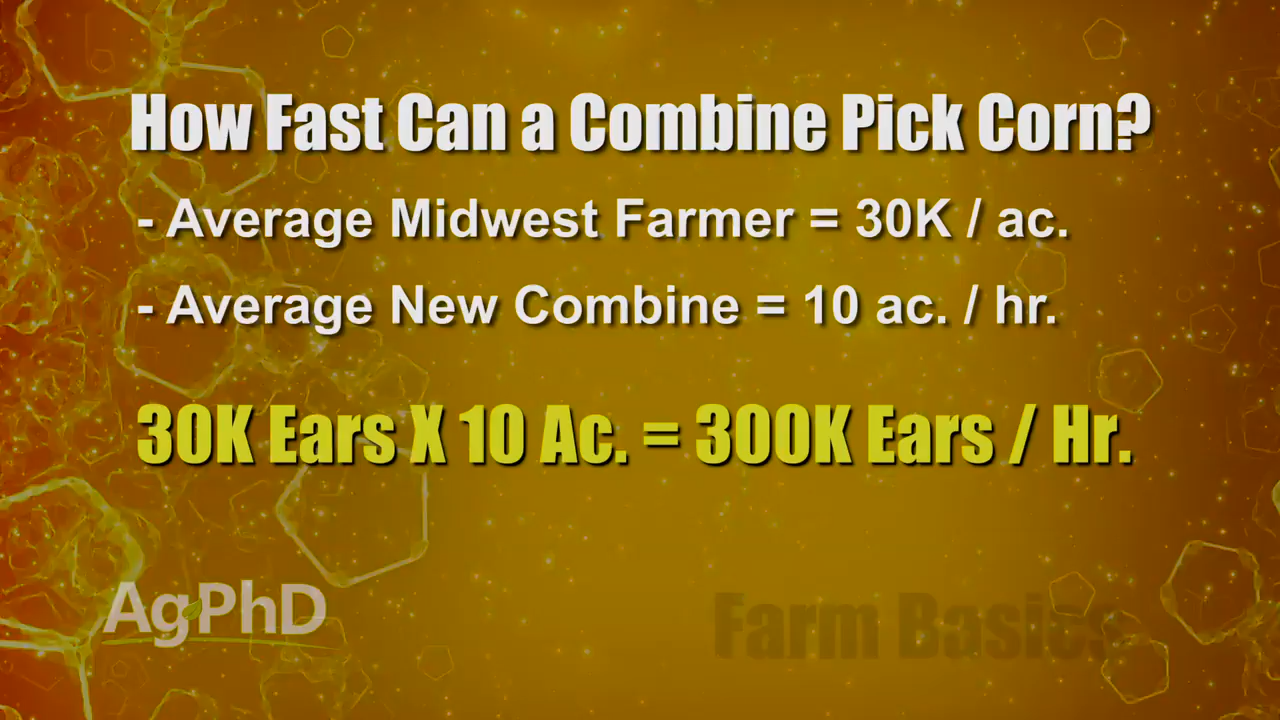 How Fast Can a Combine Pick Corn?
- Average Midwest Farmer = 30K / ac.
- Average New Combine = 10 ac. / hr.
30K Ears X 10 Ac. = 300K Ears / Hr.
AgPhD
Farm Basics